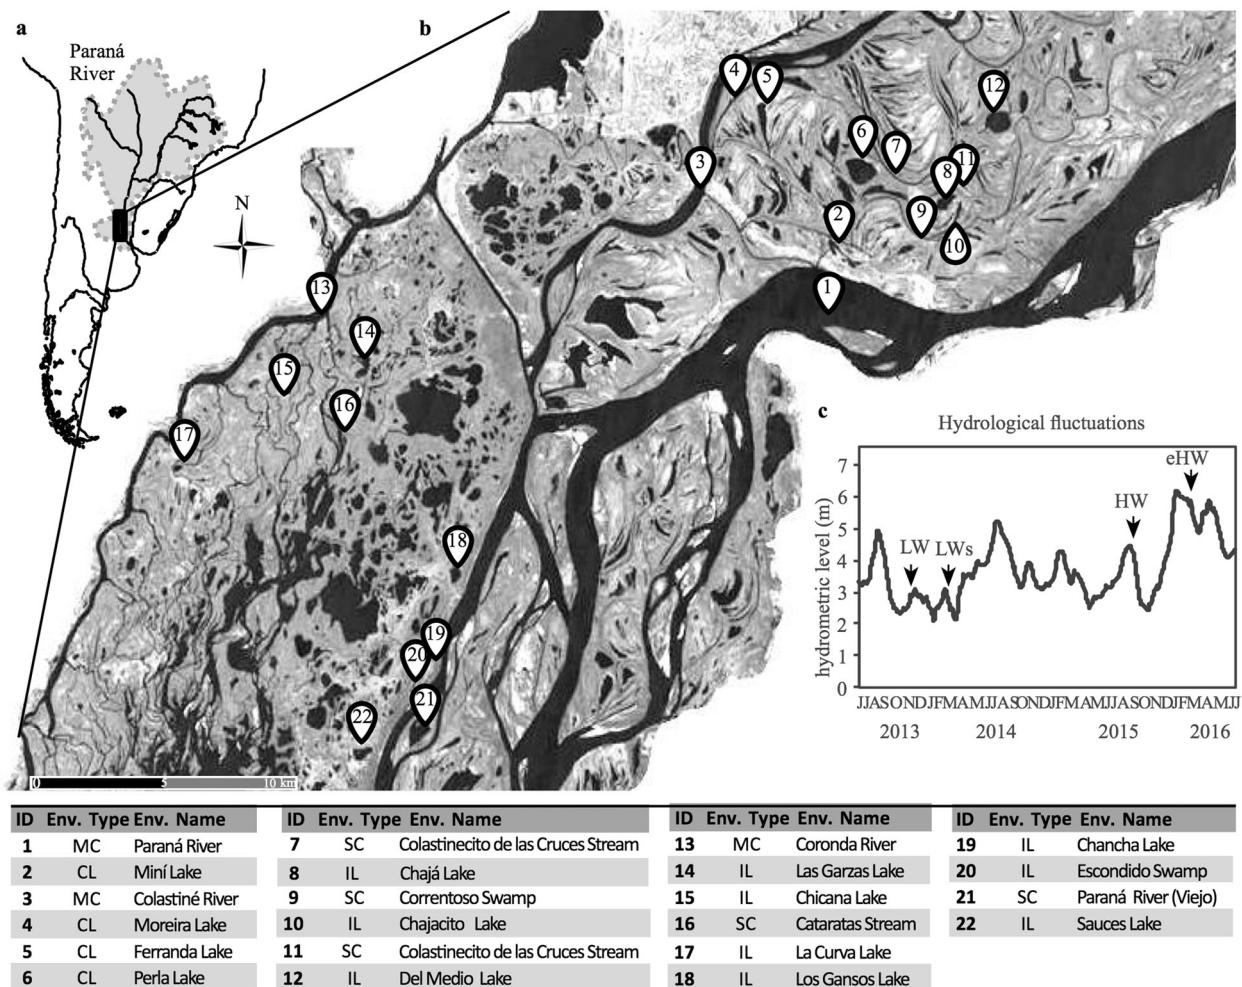 a
b
Paraná
River
N
4
5
12
6
7
11
8
3
9
2
10
1
13
14
15
16
17
18
19
20
21
22
0 5 10 km
c
Hydrological fluctuations
hydrometric level (m)
7
6
5
4
3
2
1
0
eHW
HW
LW LWs
JJASONDJFMAMJJASONDJFMAMJJASONDJFMAMJJ
2013 2014 2015 2016
ID Env. Type Env. Name
1 MC Paraná River
2 CL Miní Lake
3 MC Colastiné River
4 CL Moreira Lake
5 CL Ferranda Lake
6 CL Perla Lake
ID Env. Type Env. Name
7 SC Colastinecito de las Cruces Stream
8 IL Chajá Lake
9 SC Correntoso Swamp
10 IL Chajacito Lake
11 SC Colastinecito de las Cruces Stream
12 IL Del Medio Lake
ID Env. Type Env. Name
13 MC Coronda River
14 IL Las Garzas Lake
15 IL Chicana Lake
16 SC Cataratas Stream
17 IL La Curva Lake
18 IL Los Gansos Lake
ID Env. Type Env. Name
19 IL Chancha Lake
20 IL Escondido Swamp
21 SC Paraná River (Viejo)
22 IL Sauces Lake